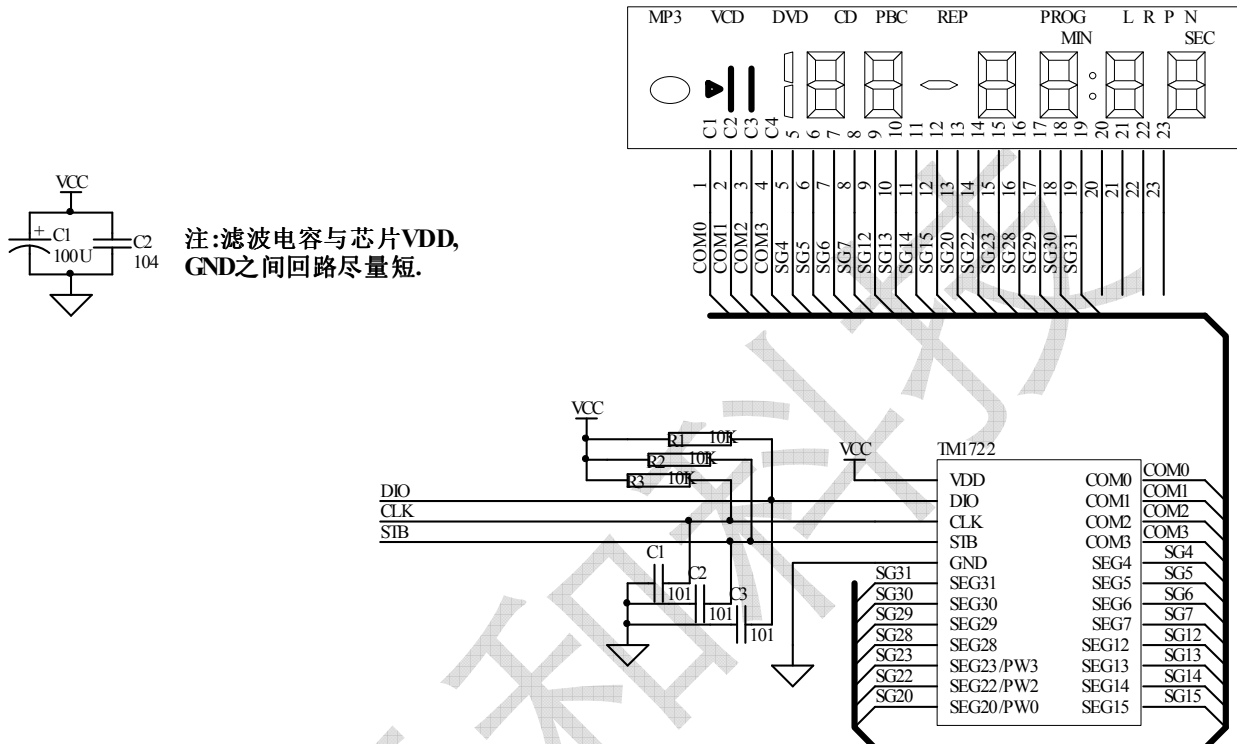 MP3 VCD DVD CD PBC REP PROG L R P N
MIN SEC
C1 C2 C3 C4 5 6 7 8 9 10 11 12 13 14 15 16 17 18 19 20 21 22 23
1 2 3 4 5 6 7 8 9 10 11 12 13 14 15 16 17 18 19 20 21 22 23
COM0 COM1 COM2 COM3 SG4 SG5 SG6 SG7 SG12 SG13 SG14 SG15 SG20 SG22 SG23 SG28 SG29 SG30 SG31
VCC
+ C1
100U
C2
104
注:滤波电容与芯片VDD,
GND之间回路尽量短.
VCC
R1 10K
R2 10K
R3 10K
DIO
CLK
STB
C1
101
C2
101
C3
101
VCC
TM1722
VDD COM0 COM0
DIO COM1 COM1
CLK COM2 COM2
STB COM3 COM3
GND SEG4 SG4
SG31 SEG31 SEG5 SG5
SG30 SEG30 SEG6 SG6
SG29 SEG29 SEG7 SG7
SG28 SEG28 SEG12 SG12
SG23 SEG23/PW3 SEG13 SG13
SG22 SEG22/PW2 SEG14 SG14
SG20 SEG20/PW0 SEG15 SG15
和科技